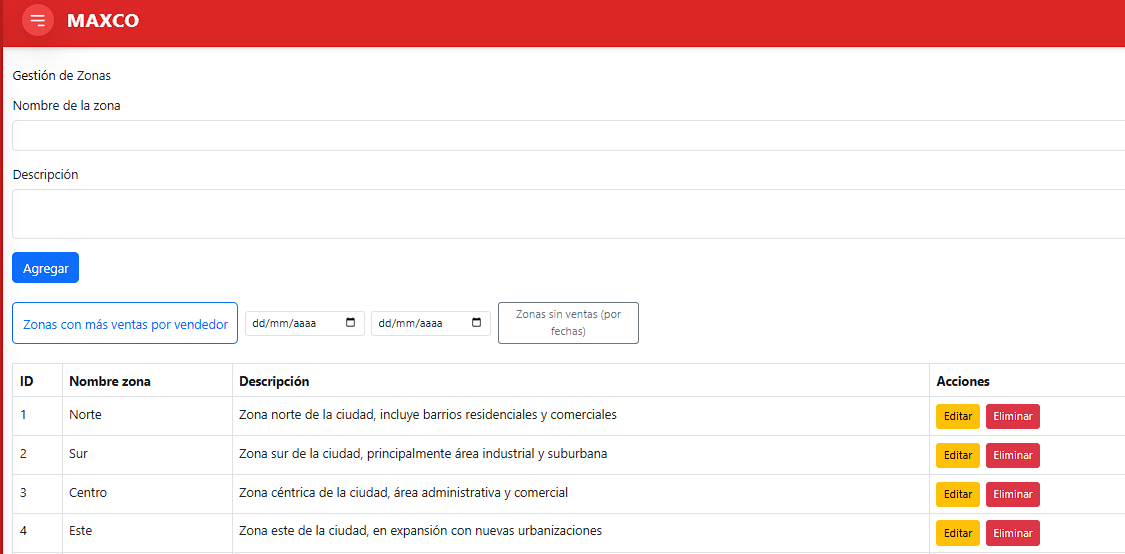 MAXCO
Gestión de Zonas
Nombre de la zona
Descripción
Agregar
Zonas con más ventas por vendedor dd/mm/aaaa dd/mm/aaaa Zonas sin ventas (por
fechas)
ID Nombre zona Descripción Acciones
1 Norte Zona norte de la ciudad, incluye barrios residenciales y comerciales Editar Eliminar
2 Sur Zona sur de la ciudad, principalmente área industrial y suburbana Editar Eliminar
3 Centro Zona céntrica de la ciudad, área administrativa y comercial Editar Eliminar
4 Este Zona este de la ciudad, en expansión con nuevas urbanizaciones Editar Eliminar